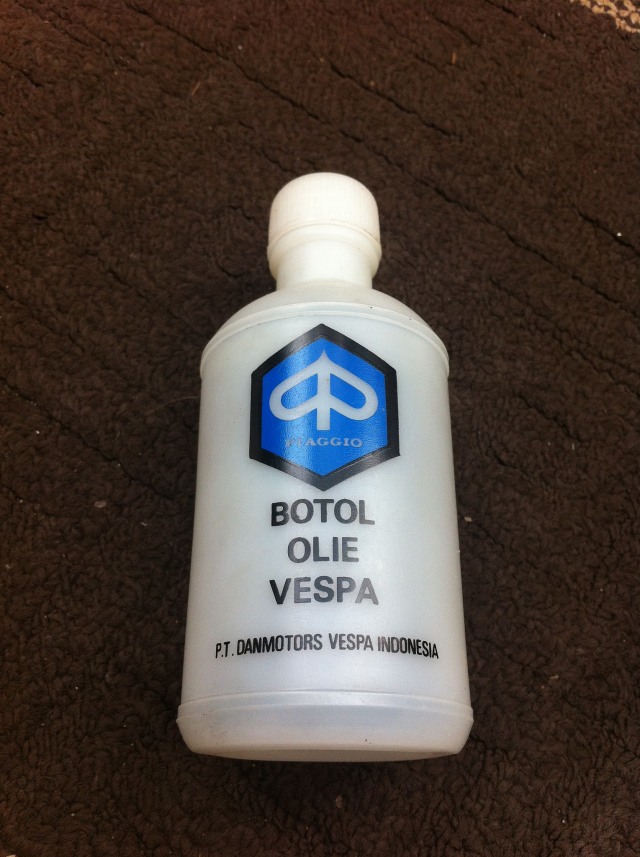 PIAGGIO
BOTOL
OLIE
VESPA
P.T. DANMOTORS VESPA INDONESIA